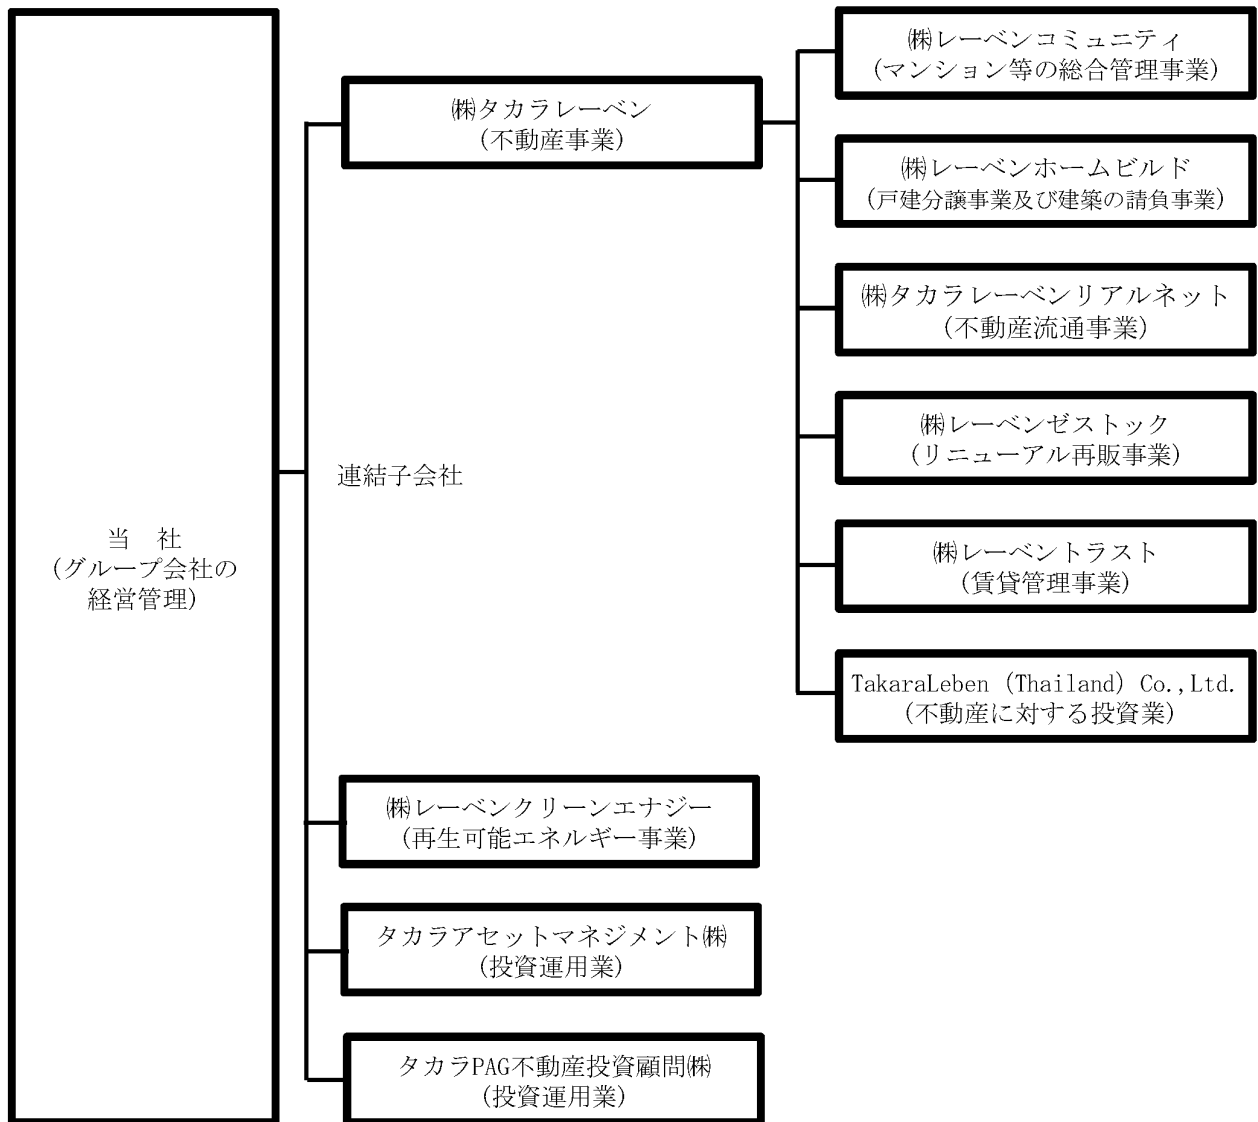 当　社
(グループ会社の
経営管理)
連結子会社
㈱タカラレーベン
(不動産事業)
㈱レーベンコミュニティ
(マンション等の総合管理事業)
㈱レーベンホームビルド
(戸建分譲事業及び建築の請負事業)
㈱タカラレーベンリアルネット
(不動産流通事業)
㈱レーベンゼストック
(リニューアル再販事業)
㈱レーベントラスト
(賃貸管理事業)
TakaraLeben (Thailand) Co.,Ltd.
(不動産に対する投資業)
㈱レーベンクリーンエナジー
(再生可能エネルギー事業)
タカラアセットマネジメント㈱
(投資運用業)
タカラPAG不動産投資顧問㈱
(投資運用業)